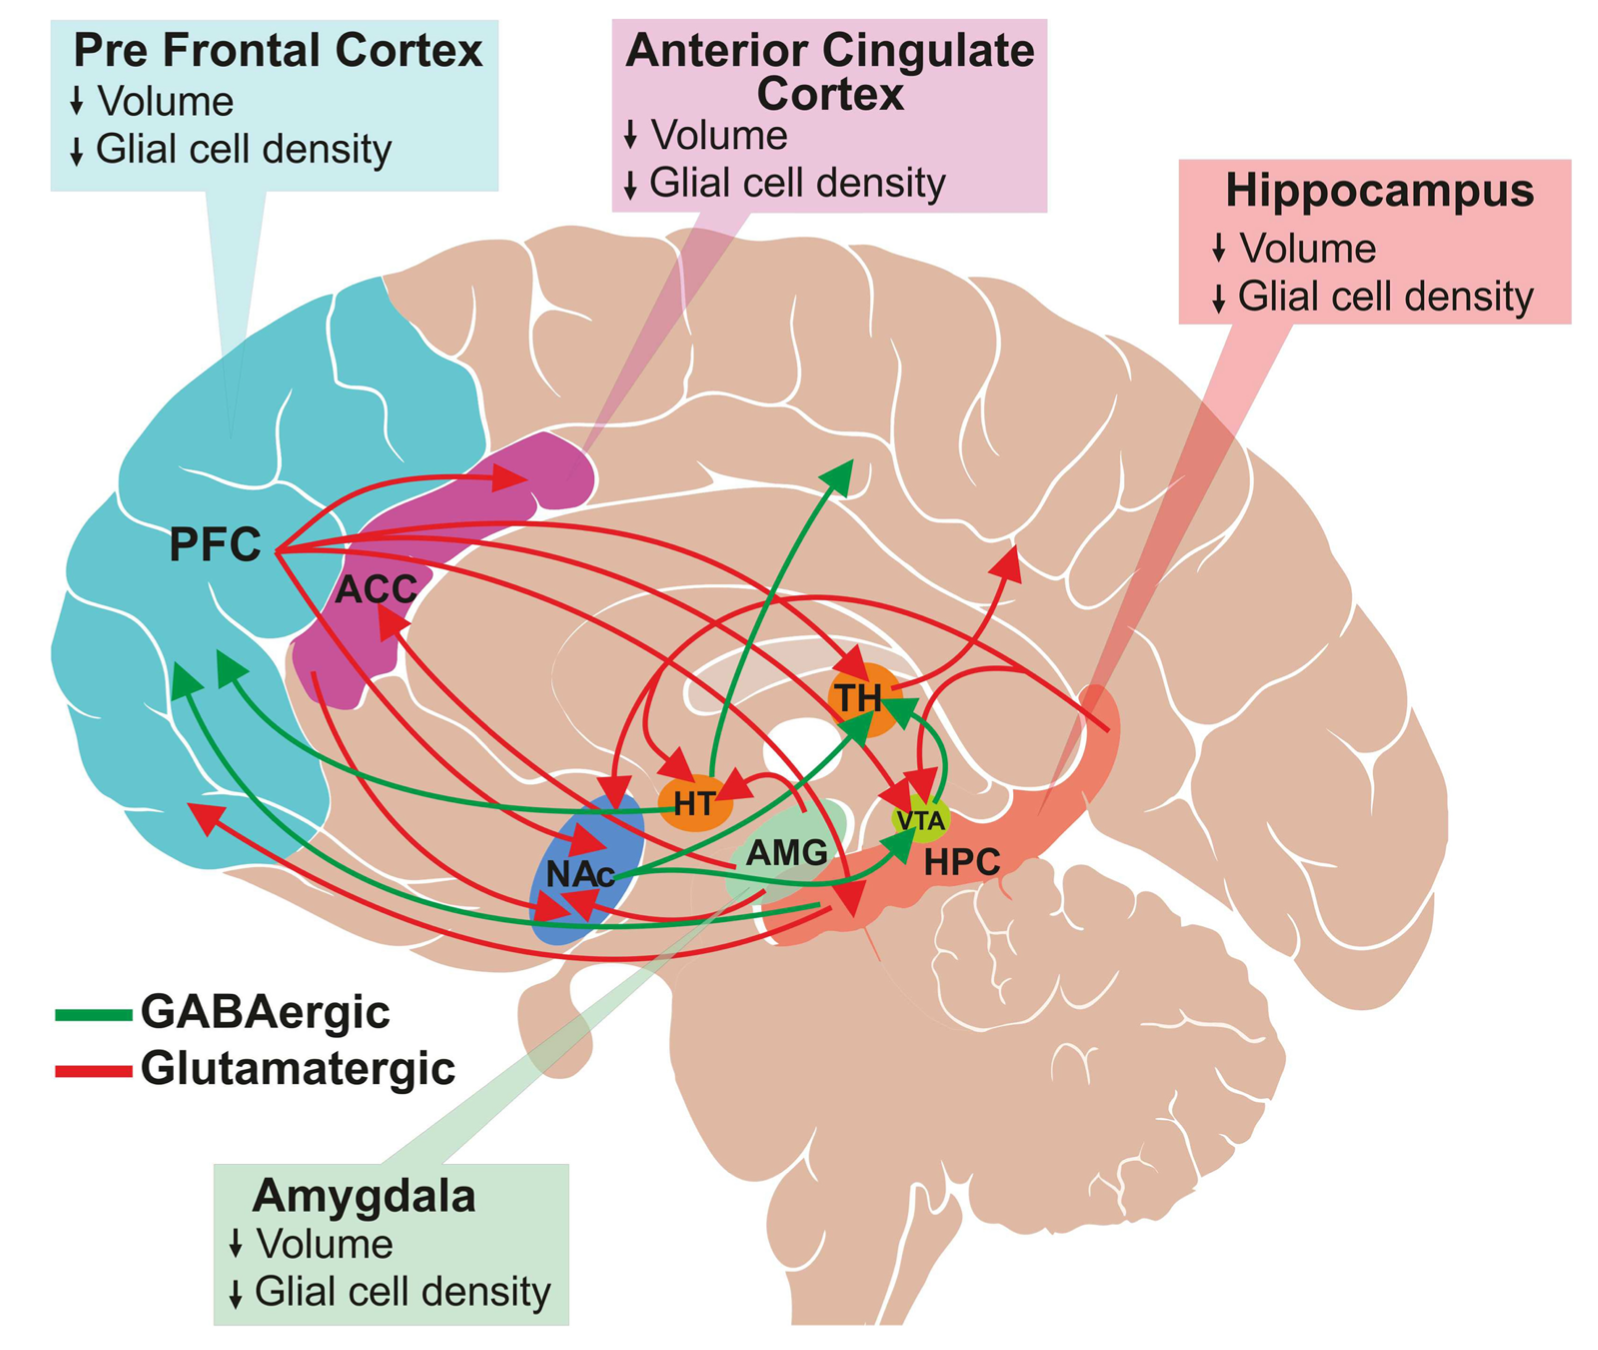 Pre Frontal Cortex
↓ Volume
↓ Glial cell density
Anterior Cingulate
Cortex
↓ Volume
↓ Glial cell density
Hippocampus
↓ Volume
↓ Glial cell density
PFC
ACC
TH
HT
VTA
AMG
HPC
NAc
GABAergic
Glutamatergic
Amygdala
↓ Volume
↓ Glial cell density